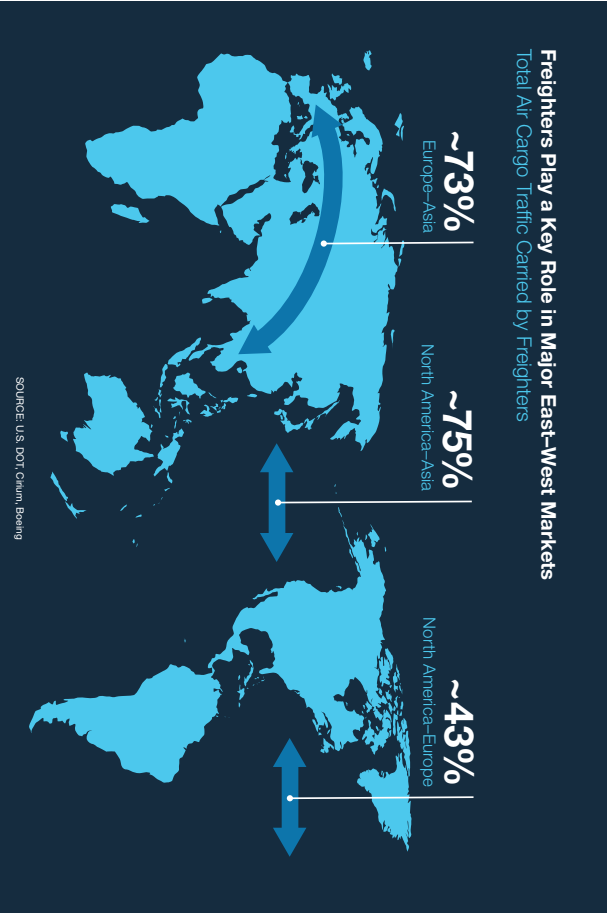 Freighters Play a Key Role in Major East–West Markets
Total Air Cargo Traffic Carried by Freighters
~73%
Europe–Asia
~75%
North America–Asia
~43%
North America–Europe
SOURCE: U.S. DOT, Cirium, Boeing